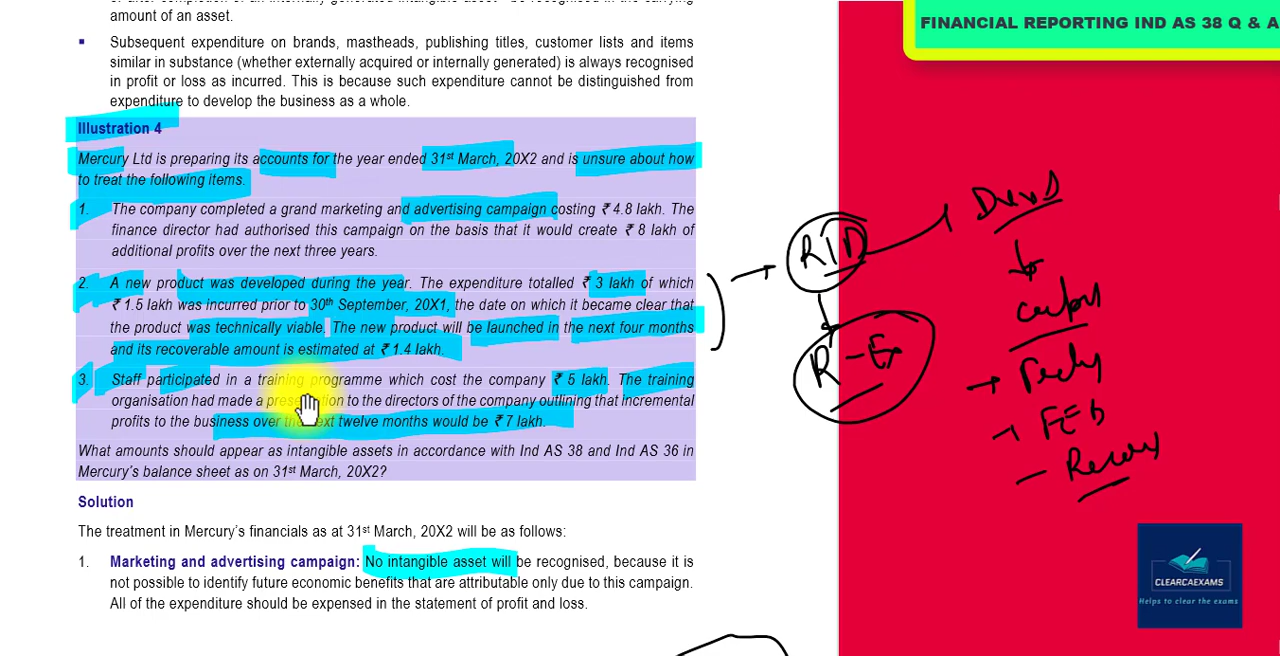 or after completion of an internally generated intangible asset - be recognised in the carrying
amount of an asset.
FINANCIAL REPORTING IND AS 38 Q & A
▪ Subsequent expenditure on brands, mastheads, publishing titles, customer lists and items
similar in substance (whether externally acquired or internally generated) is always recognised
in profit or loss as incurred. This is because such expenditure cannot be distinguished from
expenditure to develop the business as a whole.
Illustration 4
Mercury Ltd is preparing its accounts for the year ended 31st March, 20X2 and is unsure about how
to treat the following items.
1. The company completed a grand marketing and advertising campaign costing ₹ 4.8 lakh. The
finance director had authorised this campaign on the basis that it would create ₹ 8 lakh of
additional profits over the next three years.
2. A new product was developed during the year. The expenditure totalled ₹ 3 lakh of which
₹ 1.5 lakh was incurred prior to 30th September, 20X1, the date on which it became clear that
the product was technically viable. The new product will be launched in the next four months
and its recoverable amount is estimated at ₹ 1.4 lakh.
3. Staff participated in a training programme which cost the company ₹ 5 lakh. The training
organisation had made a presentation to the directors of the company outlining that incremental
profits to the business over the next twelve months would be ₹ 7 lakh.
What amounts should appear as intangible assets in accordance with Ind AS 38 and Ind AS 36 in
Mercury's balance sheet as on 31st March, 20X2?
Solution
The treatment in Mercury's financials as at 31st March, 20X2 will be as follows:
1. Marketing and advertising campaign: No intangible asset will be recognised, because it is
not possible to identify future economic benefits that are attributable only due to this campaign.
All of the expenditure should be expensed in the statement of profit and loss.
R/D
FEB
CLEARCAEXAMS
Helps to clear the exams